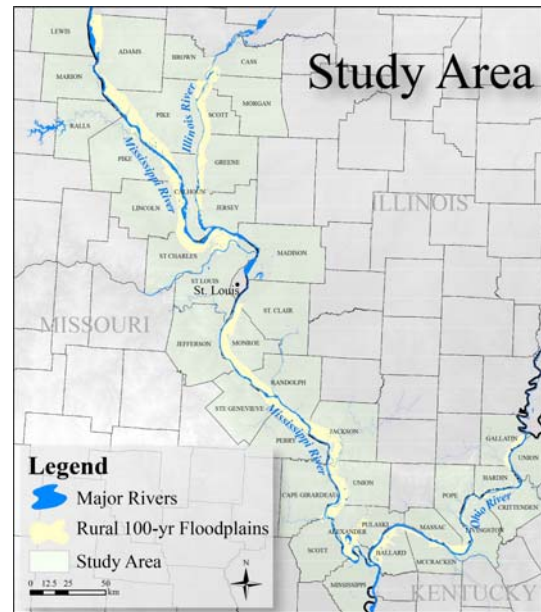 Study Area
LEWIS
ADAMS
BROWN
CASS
MARION
PIKE
SCOTT
MORGAN
RALLS
Illinois River
PIKE
Mississippi River
GREENE
CALHOUN
ILLINOIS
LINCOLN
JERSEY
ST CHARLES
MADISON
ST LOUIS
St. Louis
MISSOURI
ST. CLAIR
JEFFERSON
MONROE
RANDOLPH
STE GENEVIEVE
Mississippi River
PERRY
JACKSON
GALLATIN
UNION
HARDIN
CAPE GIRARDEAU
UNION
POPE
Ohio River
CRITTENDEN
ALEXANDER
PULASKI
MASSAC
LIVINGSTON
SCOTT
BALLARD
MCCRACKEN
MISSISSIPPI
KENTUCKY
Legend
Major Rivers
Rural 100-yr Floodplains
Study Area
0 12.5 25 50
km
N